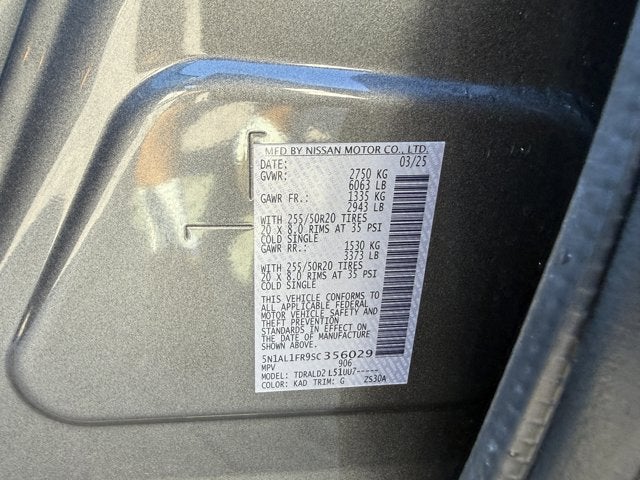 MFD BY NISSAN MOTOR CO., LTD.
DATE: 03/25
GVWR: 2750 KG
6063 LB
GAWR FR.: 1335 KG
2943 LB
WITH 255/50R20 TIRES
20 X 8.0 RIMS AT 35 PSI
COLD SINGLE
GAWR RR.: 1530 KG
3373 LB
WITH 255/50R20 TIRES
20 X 8.0 RIMS AT 35 PSI
COLD SINGLE
THIS VEHICLE CONFORMS TO
ALL APPLICABLE FEDERAL
MOTOR VEHICLE SAFETY AND
THEFT PREVENTION
STANDARDS IN EFFECT ON
THE DATE OF MANUFACTURE
SHOWN ABOVE.
5N1AL1FR9SC356029
MPV 906
MODEL: TDRALD2 L51UU7-----
COLOR: KAD TRIM: G ZS30A